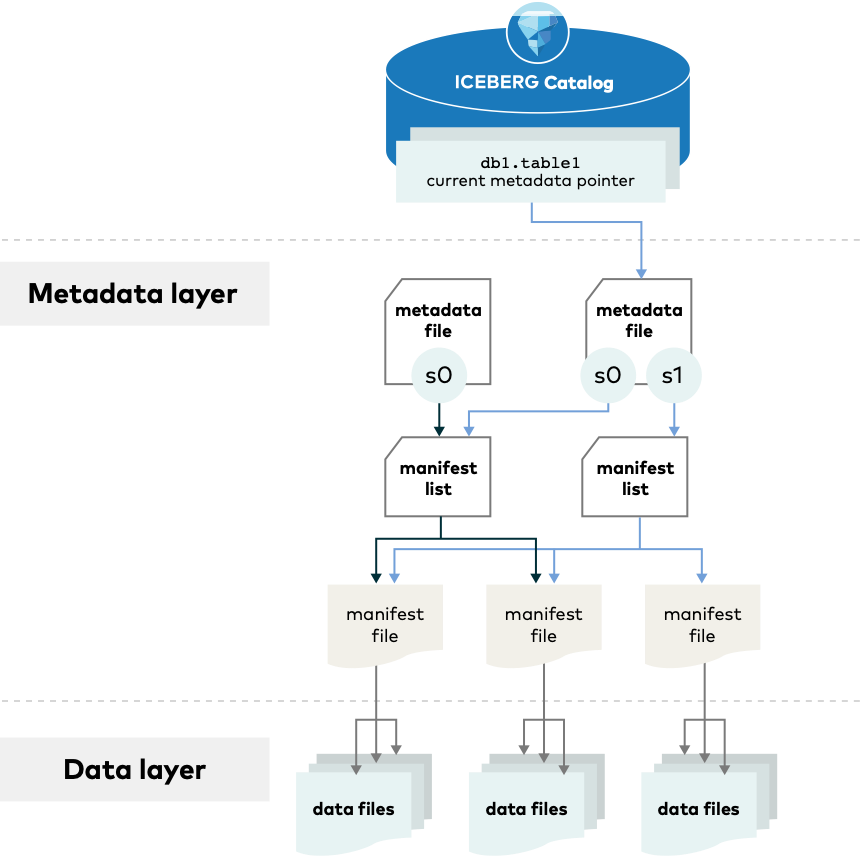 ICEBERG Catalog
db1.table1
current metadata pointer
Metadata layer
metadata
file
s0
metadata
file
s0
s1
manifest
list
manifest
list
manifest
file
manifest
file
manifest
file
Data layer
data files
data files
data files